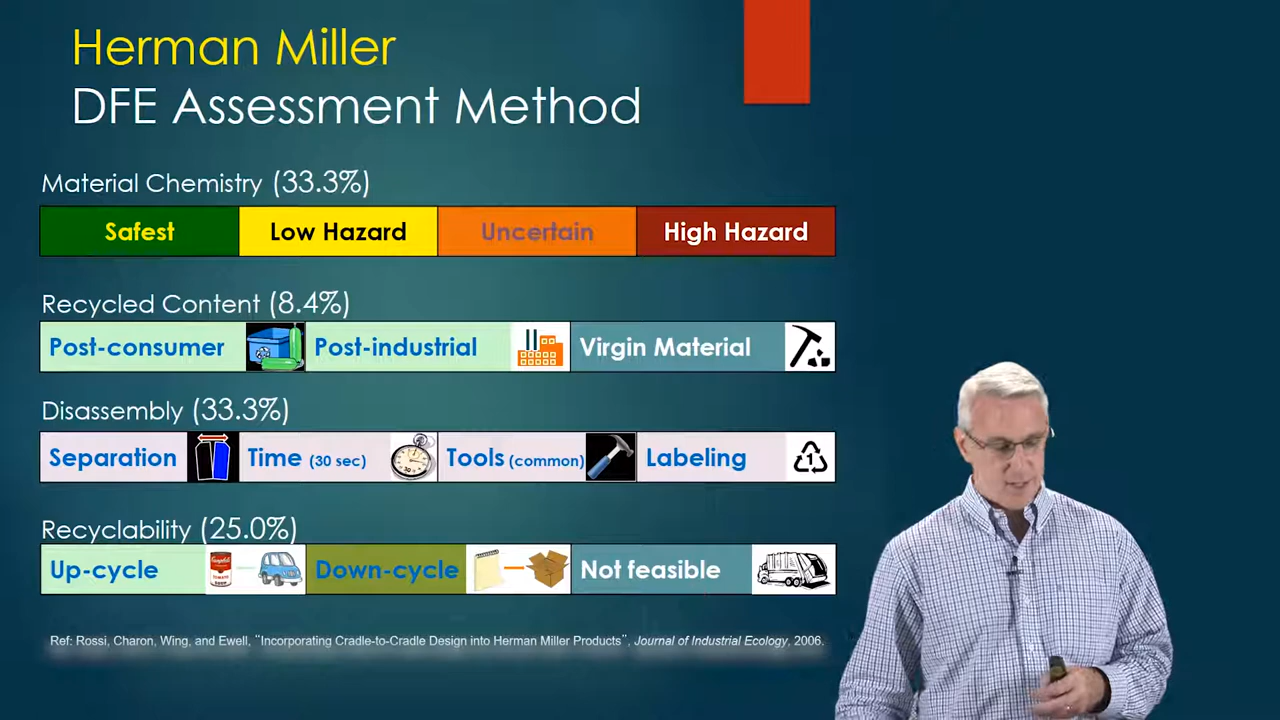 Herman Miller
DFE Assessment Method
Material Chemistry (33.3%)
Safest Low Hazard Uncertain High Hazard
Recycled Content (8.4%)
Post-consumer Post-industrial Virgin Material
Disassembly (33.3%)
Separation Time (30 sec) Tools (common) Labeling 1
Recyclability (25.0%)
Up-cycle Down-cycle Not feasible
Ref: Rossi, Charon, Wing, and Ewell, "Incorporating Cradle-to-Cradle Design into Herman Miller Products", Journal of Industrial Ecology, 2006.